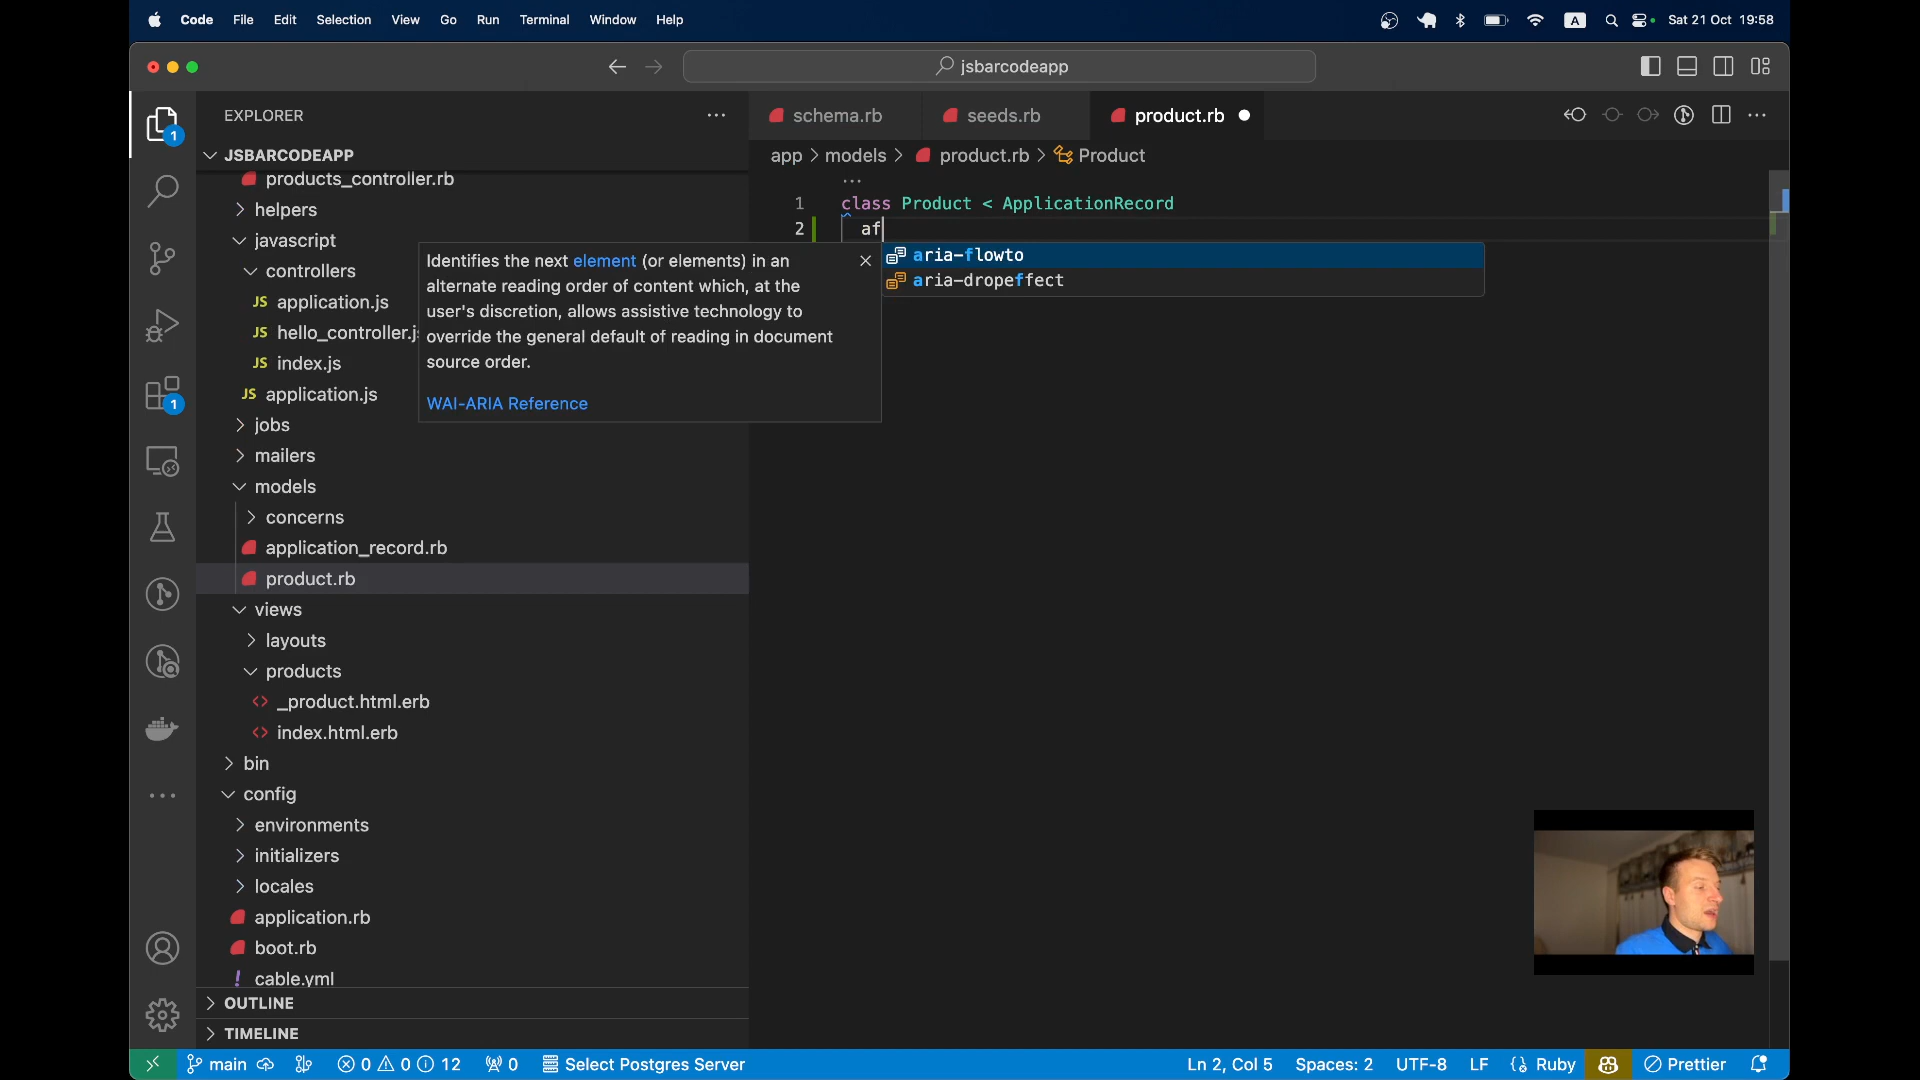 Code File Edit Selection View Go Run Terminal Window Help
A Sat 21 Oct 19:58
jsbarcodeapp
EXPLORER
schema.rb seeds.rb product.rb
app > models > product.rb > Product
JSBARCODEAPP
products_controller.rb
helpers
javascript
controllers
JS application.js
JS hello_controller.js
JS index.js
JS application.js
jobs
mailers
models
concerns
application_record.rb
product.rb
views
layouts
products
_product.html.erb
index.html.erb
bin
config
environments
initializers
locales
application.rb
boot.rb
! cable.yml
OUTLINE
TIMELINE
1
1
1 class Product < ApplicationRecord
2 af
aria-flowto
aria-dropeffect
Identifies the next element (or elements) in an
alternate reading order of content which, at the
user's discretion, allows assistive technology to
override the general default of reading in document
source order.
WAI-ARIA Reference
main 0 0 12 0 Select Postgres Server
Ln 2, Col 5 Spaces: 2 UTF-8 LF {} Ruby Prettier